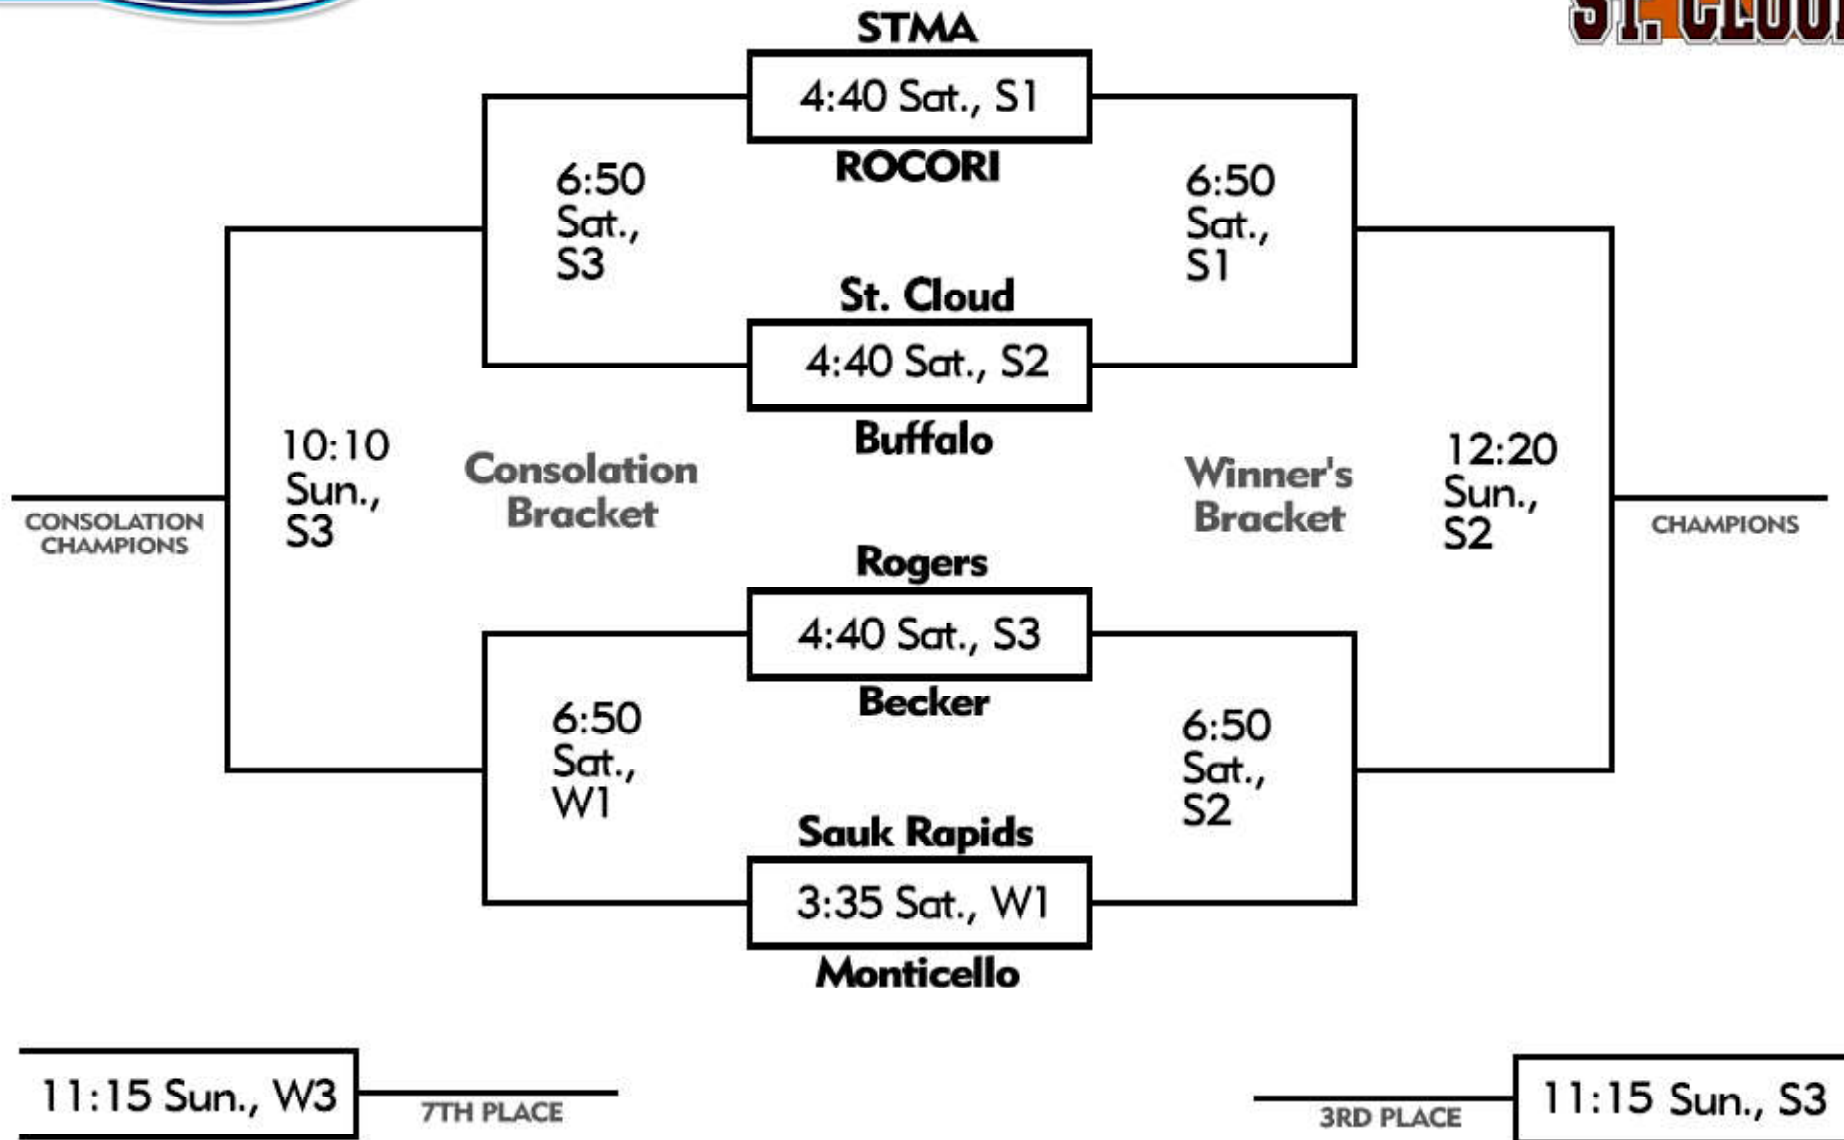 ST. CLOUD
STMA
4:40 Sat., S1
ROCORI
6:50
Sat.,
S3
6:50
Sat.,
S1
St. Cloud
4:40 Sat., S2
Buffalo
10:10
Sun.,
S3
Consolation
Bracket
Winner's
Bracket
12:20
Sun.,
S2
CONSOLATION
CHAMPIONS
CHAMPIONS
Rogers
4:40 Sat., S3
Becker
6:50
Sat.,
W1
6:50
Sat.,
S2
Sauk Rapids
3:35 Sat., W1
Monticello
11:15 Sun., W3
7TH PLACE
3RD PLACE
11:15 Sun., S3